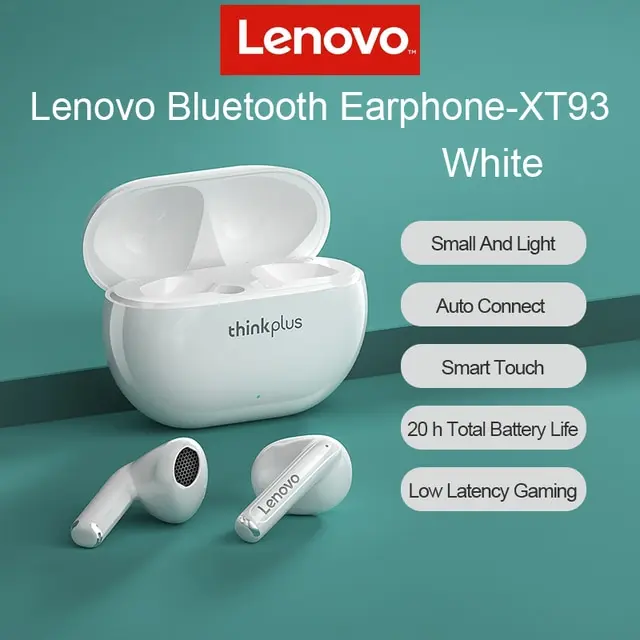 Lenovo™
Lenovo Bluetooth Earphone-XT93
White
Small And Light
Auto Connect
Smart Touch
20 h Total Battery Life
Low Latency Gaming
thinkplus
Lenovo